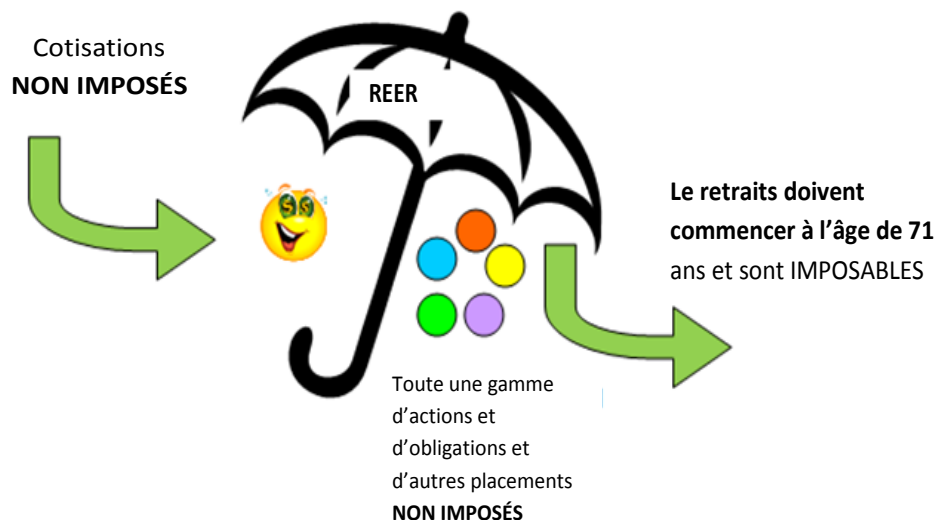 Cotisations
NON IMPOSÉS
REER
Le retraits doivent
commencer à l’âge de 71
ans et sont IMPOSABLES
Toute une gamme
d’actions et
d’obligations et
d’autres placements
NON IMPOSÉS